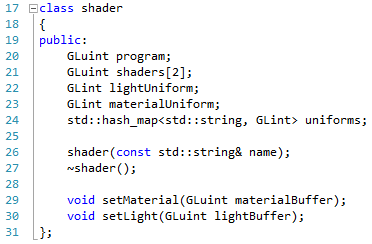 17 class shader
18 {
19 public:
20     GLuint program;
21     GLuint shaders[2];
22     GLint lightUniform;
23     GLint materialUniform;
24     std::hash_map<std::string, GLint> uniforms;
25
26     shader(const std::string& name);
27     ~shader();
28
29     void setMaterial(GLuint materialBuffer);
30     void setLight(GLuint lightBuffer);
31 };